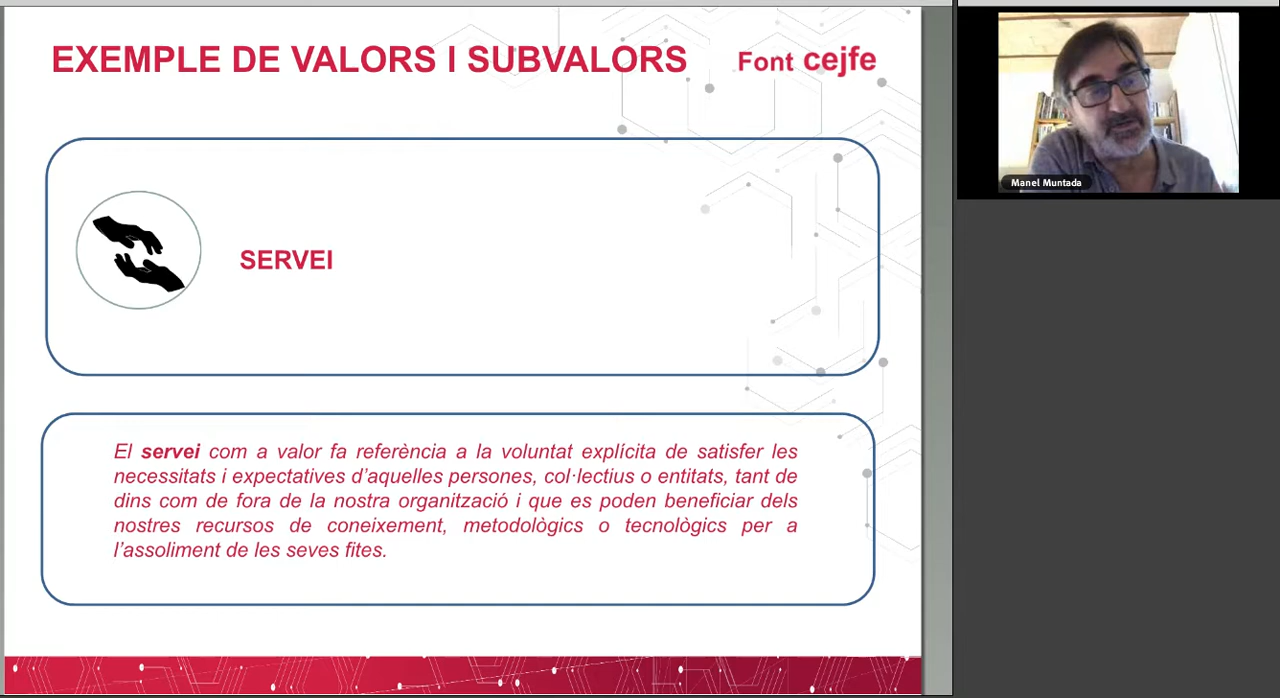 EXEMPLE DE VALORS I SUBVALORS
Font cejfe
Manel Muntada
SERVEI
El servei com a valor fa referència a la voluntat explícita de satisfer les
necessitats i expectatives d'aquelles persones, col·lectius o entitats, tant de
dins com de fora de la nostra organització i que es poden beneficiar dels
nostres recursos de coneixement, metodològics o tecnològics per a
l'assoliment de les seves fites.